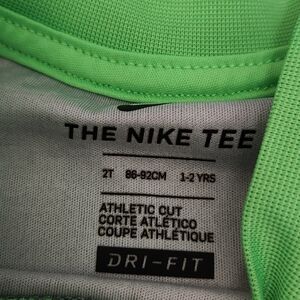 THE NIKE TEE
2T 86-92CM 1-2 YRS
ATHLETIC CUT
CORTE ATLÉTICO
COUPE ATHLÉTIQUE
DRI-FIT